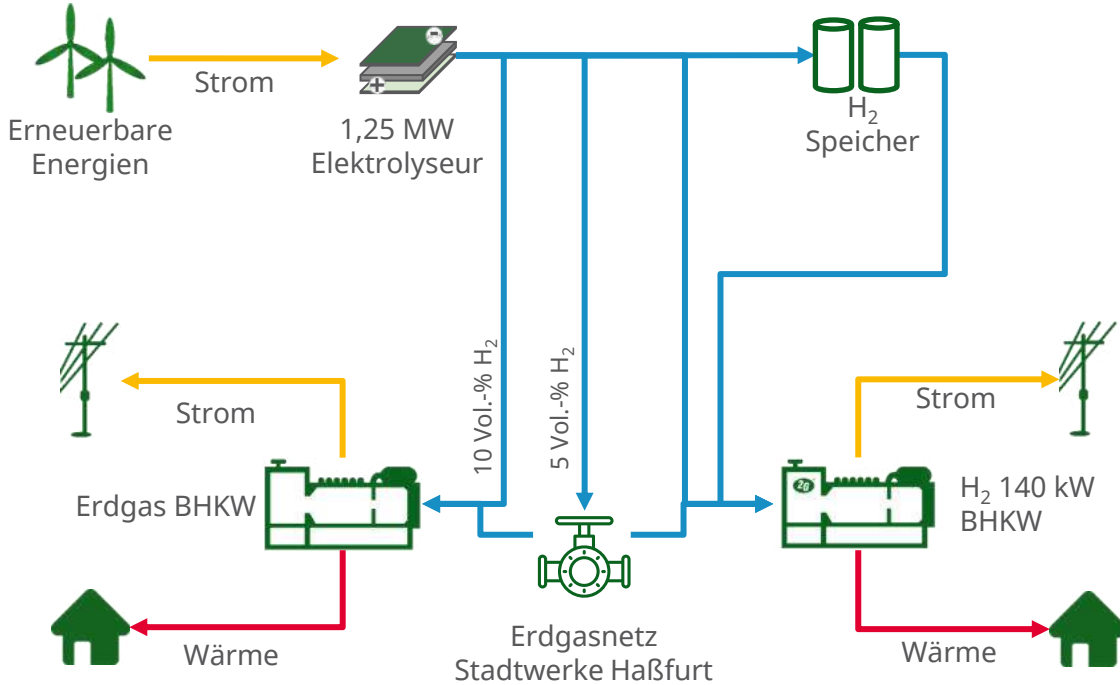 Strom
Erneuerbare
Energien
1,25 MW
Elektrolyseur
H₂
Speicher
10 Vol.-% H₂
5 Vol.-% H₂
Strom
Strom
Erdgas BHKW
2G
H₂ 140 kW
BHKW
Wärme
Erdgasnetz
Stadtwerke Haßfurt
Wärme